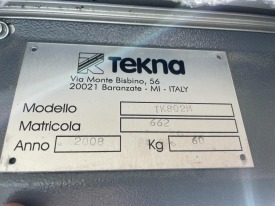 TEKNA
Via Monte Bisbino, 56
20021 Baranzate - MI - ITALY
Modello TK802M
Matricola 662
Anno 2008 Kg 60